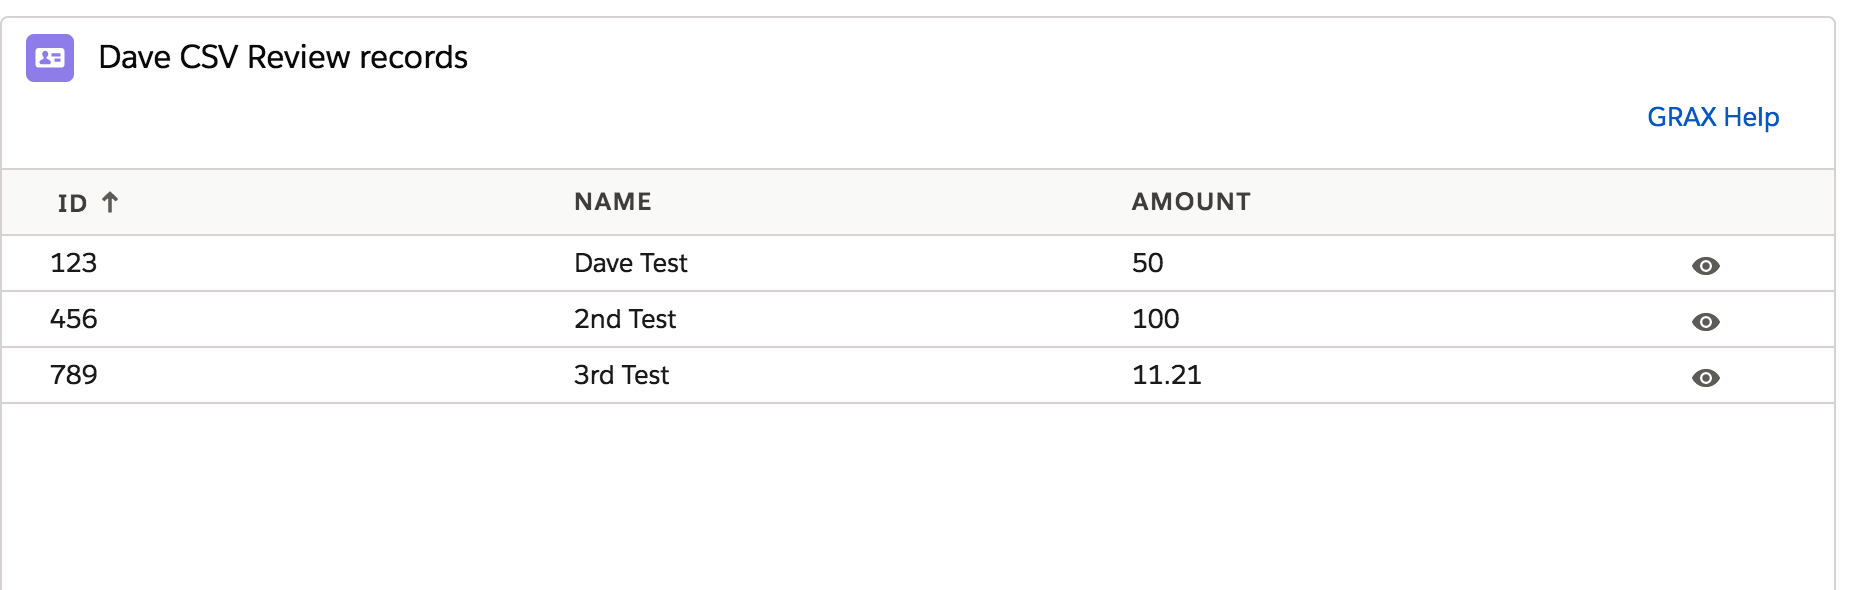 Dave CSV Review records
GRAX Help
ID NAME AMOUNT
123 Dave Test 50
456 2nd Test 100
789 3rd Test 11.21